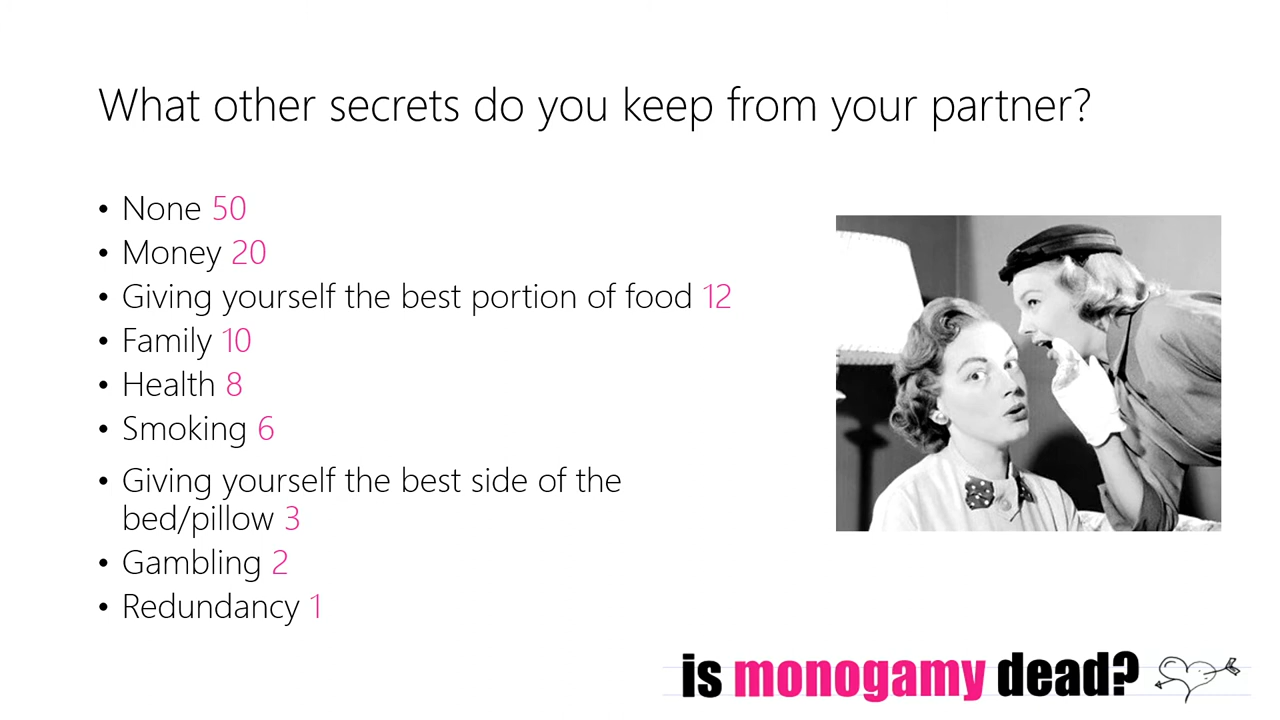 What other secrets do you keep from your partner?
• None 50
• Money 20
• Giving yourself the best portion of food 12
• Family 10
• Health 8
• Smoking 6
• Giving yourself the best side of the
bed/pillow 3
• Gambling 2
• Redundancy 1
is monogamy dead?